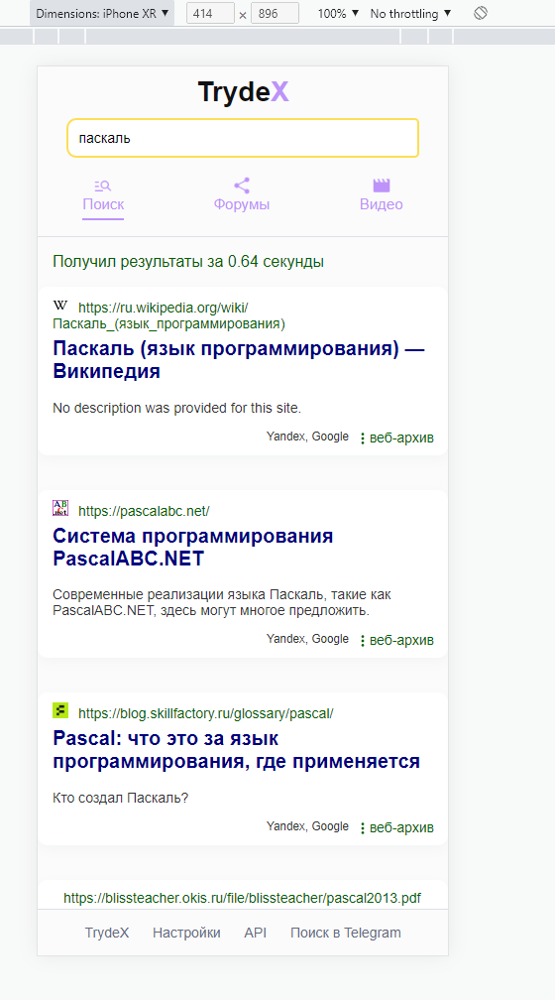 Dimensions: iPhone XR ▼ 414 × 896 100% ▼ No throttling ▼
TrydeX
паскаль
Поиск Форумы Видео
Получил результаты за 0.64 секунды
W https://ru.wikipedia.org/wiki/
Паскаль_(язык_программирования)
Паскаль (язык программирования) —
Википедия
No description was provided for this site.
Yandex, Google веб-архив
https://pascalabc.net/
Система программирования
PascalABC.NET
Современные реализации языка Паскаль, такие как
PascalABC.NET, здесь могут многое предложить.
Yandex, Google веб-архив
https://blog.skillfactory.ru/glossary/pascal/
Pascal: что это за язык
программирования, где применяется
Кто создал Паскаль?
Yandex, Google веб-архив
https://blissteacher.okis.ru/file/blissteacher/pascal2013.pdf
TrydeX Настройки API Поиск в Telegram